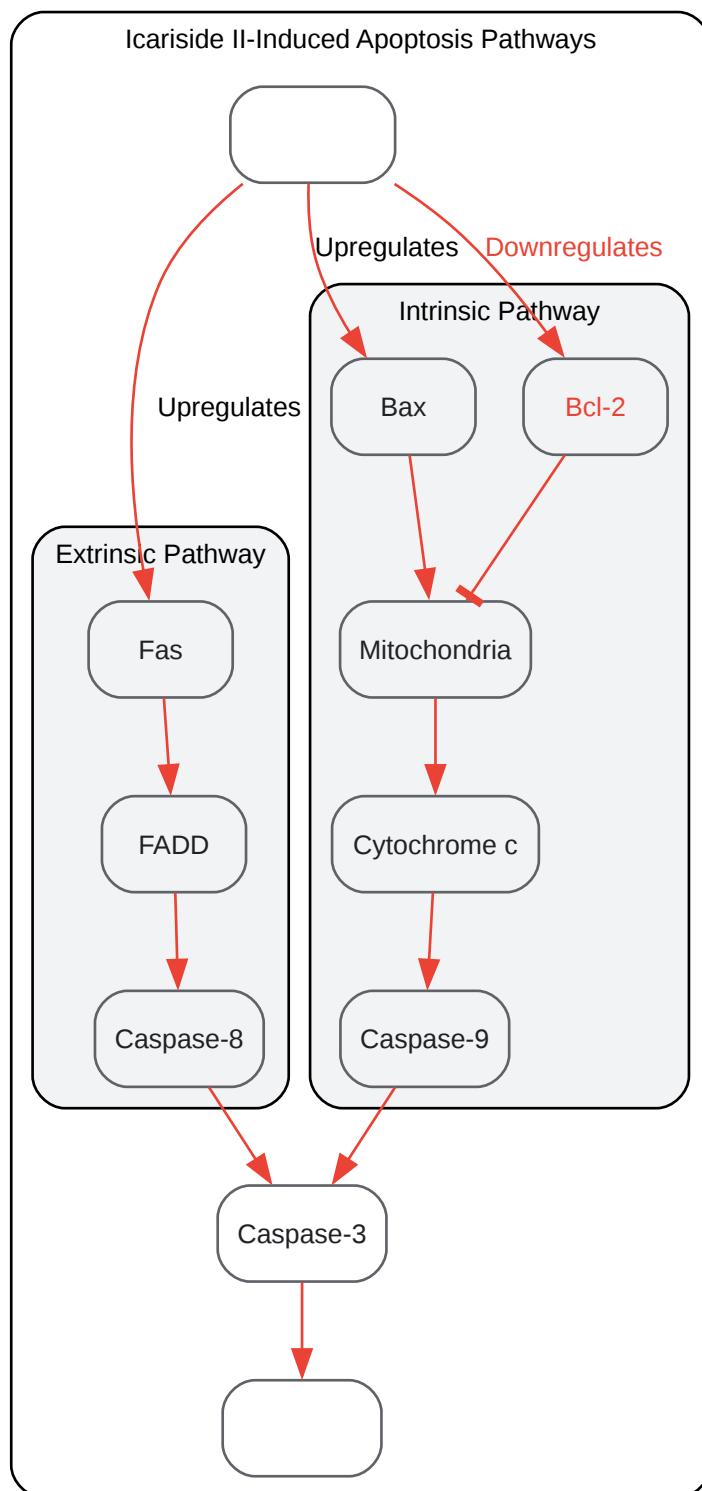 Icariside II-Induced Apoptosis Pathways
Upregulates
Downregulates
Intrinsic Pathway
Bax
Bcl-2
Upregulates
Extrinsic Pathway
Fas
Mitochondria
FADD
Cytochrome c
Caspase-8
Caspase-9
Caspase-3